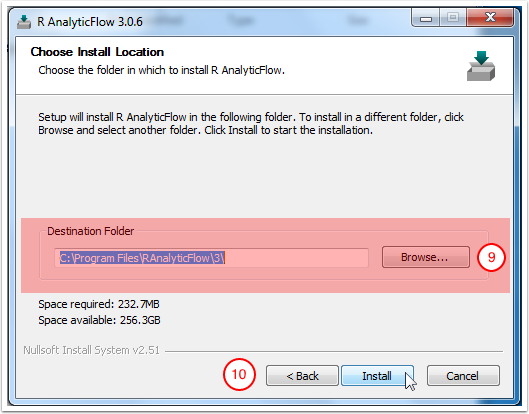 R AnalyticFlow 3.0.6
Choose Install Location
Choose the folder in which to install R AnalyticFlow.
Setup will install R AnalyticFlow in the following folder. To install in a different folder, click
Browse and select another folder. Click Install to start the installation.
Destination Folder
C:\Program Files\RAnalyticFlow\3\
Browse...
9
Space required: 232.7MB
Space available: 256.3GB
Nullsoft Install System v2.51
10
< Back
Install
Cancel